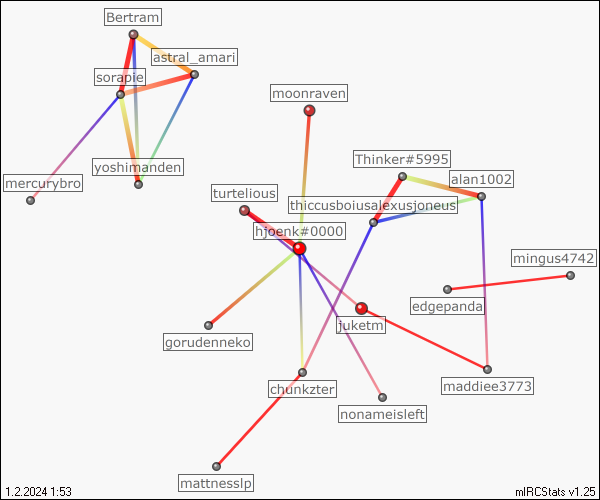 Bertram
astral_amari
sorapie
moonraven
Thinker#5995
yoshimanden
mercurybro
alan1002
turtelious
thiccusboiusalexusjoneus
hjoenk#0000
mingus4742
edgepanda
juketm
gorudenneko
chunkzter
maddiee3773
nonameisleft
mattnesslp
1.2.2024 1:53
mIRCStats v1.25